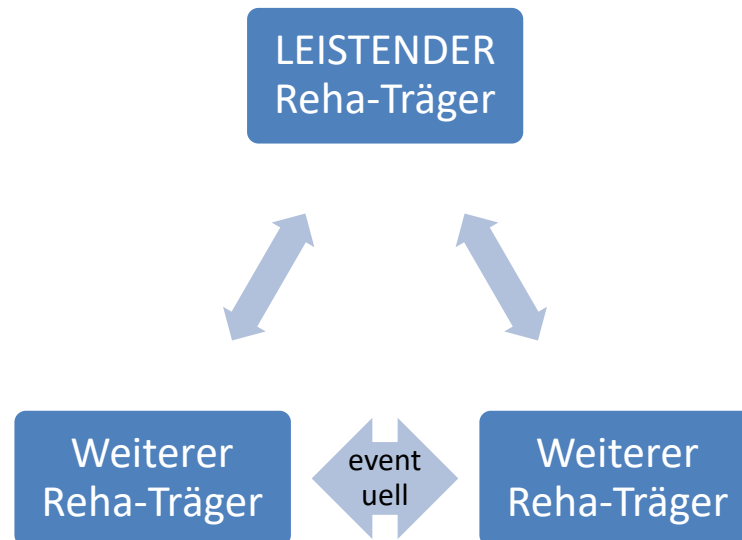 LEISTENDER
Reha-Träger
Weiterer
Reha-Träger
event
uell
Weiterer
Reha-Träger